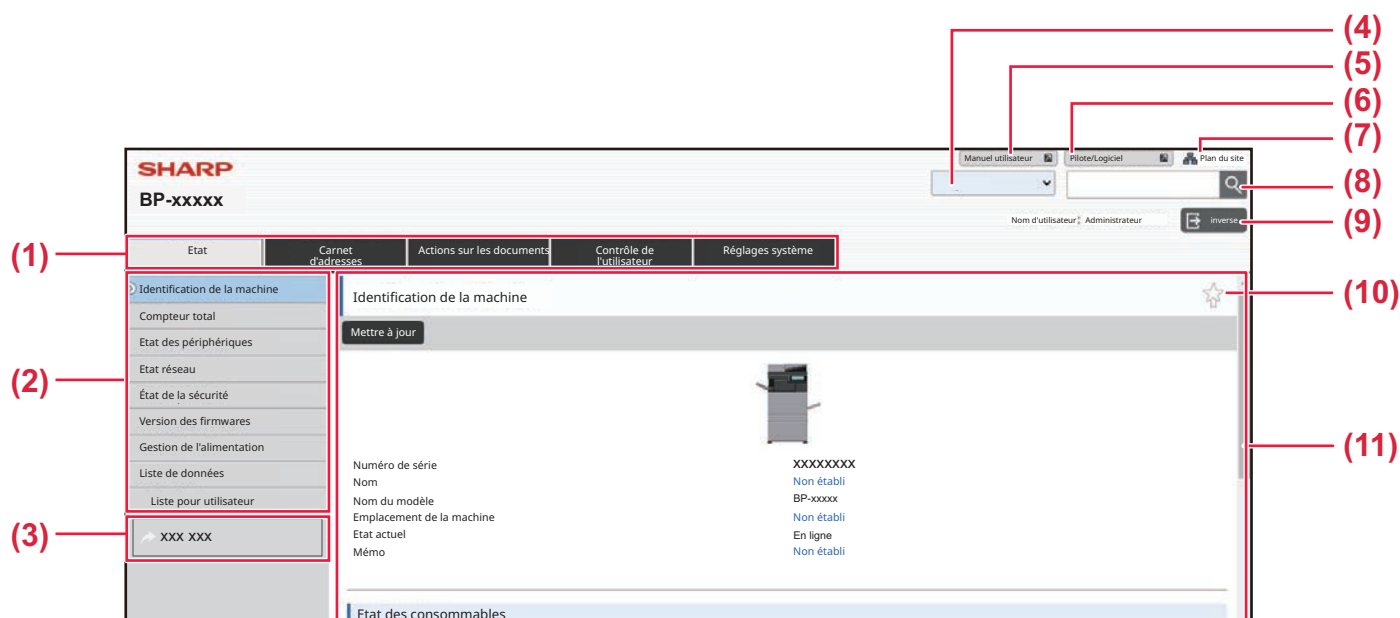 (4)
(5)
(6)
(7)
SHARP
Manuel utilisateur
Pilote/Logiciel
Plan du site
BP-xxxxx
(8)
Nom d'utilisateur: Administrateur
inverse
(9)
(1)
Etat
Carnet d'adresses
Actions sur les documents
Contrôle de l'utilisateur
Réglages système
Identification de la machine
Identification de la machine
(10)
Compteur total
Mettre à jour
Etat des périphériques
Etat réseau
(2)
État de la sécurité
Version des firmwares
Gestion de l'alimentation
(11)
Liste de données
Numéro de série XXXXXXXX
Nom Non établi
Liste pour utilisateur
Nom du modèle BP-xxxxx
Emplacement de la machine Non établi
(3)
XXX XXX
Etat actuel En ligne
Mémo Non établi
Etat des consommables